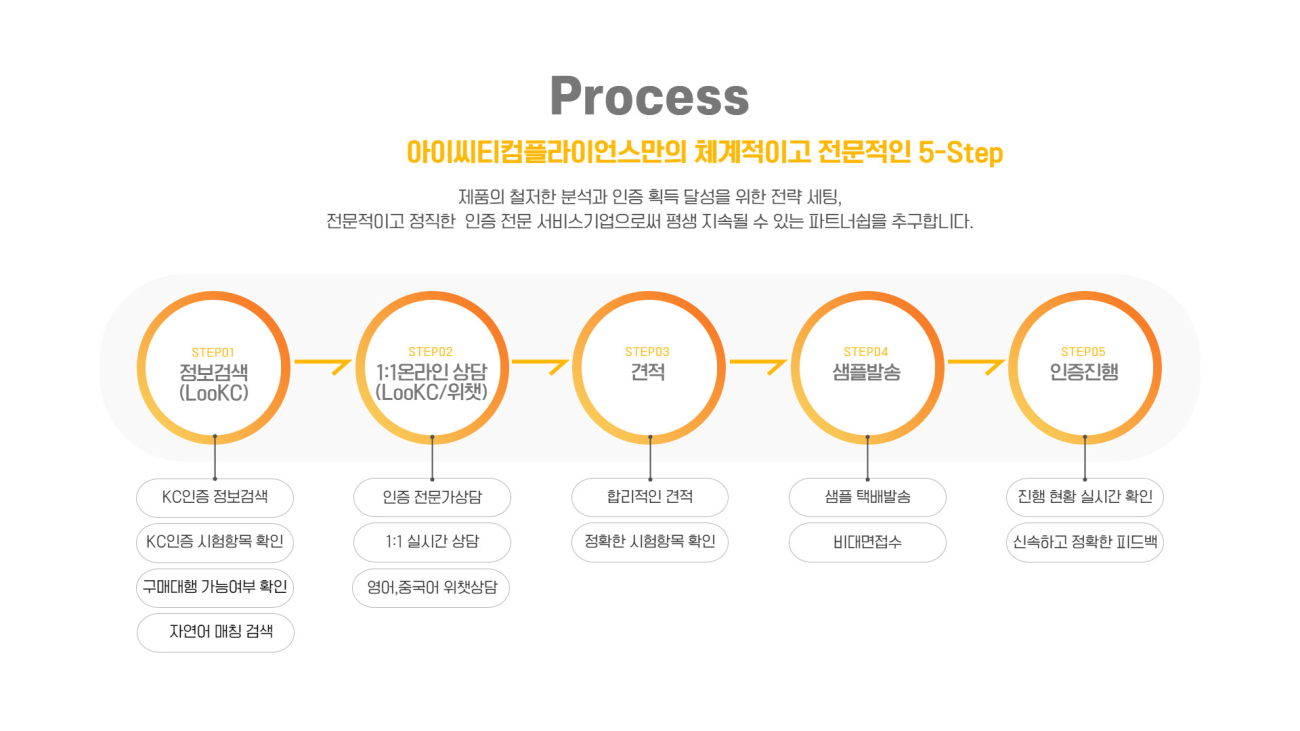 Process
아이씨티컴플라이언스만의 체계적이고 전문적인 5-Step
제품의 철저한 분석과 인증 획득 달성을 위한 전략 세팅,
전문적이고 정직한 인증 전문 서비스기업으로써 평생 지속될 수 있는 파트너쉽을 추구합니다.
STEP01
정보검색
(LooKC)
KC인증 정보검색
KC인증 시험항목 확인
구매대행 가능여부 확인
자연어 매칭 검색
STEP02
1:1온라인 상담
(LooKC/위챗)
인증 전문가상담
1:1 실시간 상담
영어,중국어 위챗상담
STEP03
견적
합리적인 견적
정확한 시험항목 확인
STEP04
샘플발송
샘플 택배발송
비대면접수
STEP05
인증진행
진행 현황 실시간 확인
신속하고 정확한 피드백